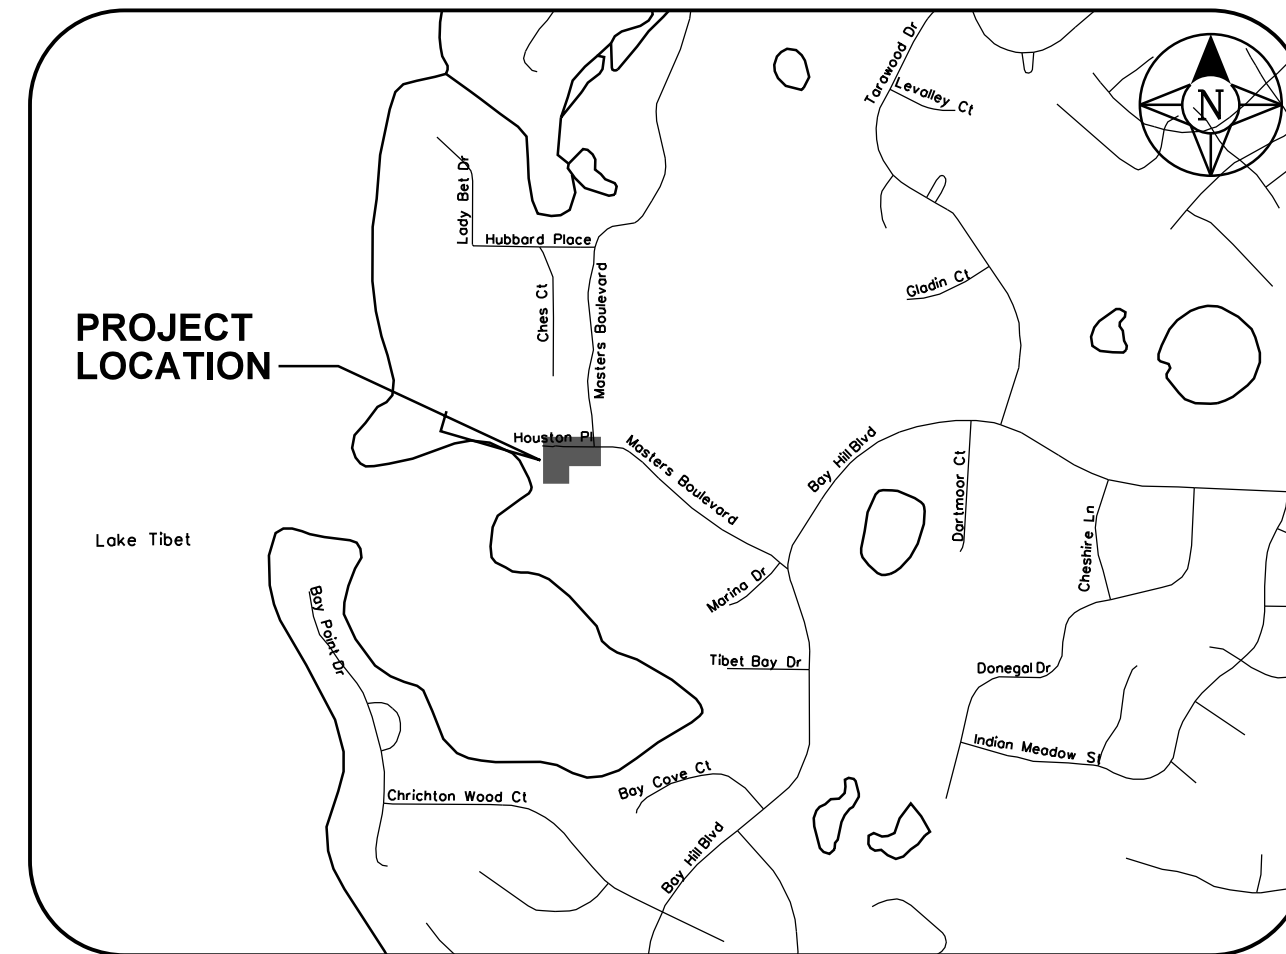 Tarawood Dr
Levalley Ct
N
Lady Bet Dr
Hubbard Place
Ches Ct
Masters Boulevard
Gladin Ct
PROJECT
LOCATION
Houston Pl
Masters Boulevard
Bay Hill Blvd
Dartmoor Ct
Cheshire Ln
Lake Tibet
Marina Dr
Bay Point Dr
Tibet Bay Dr
Donegal Dr
Indian Meadow St
Bay Cove Ct
Chrichton Wood Ct
Bay Hill Blvd